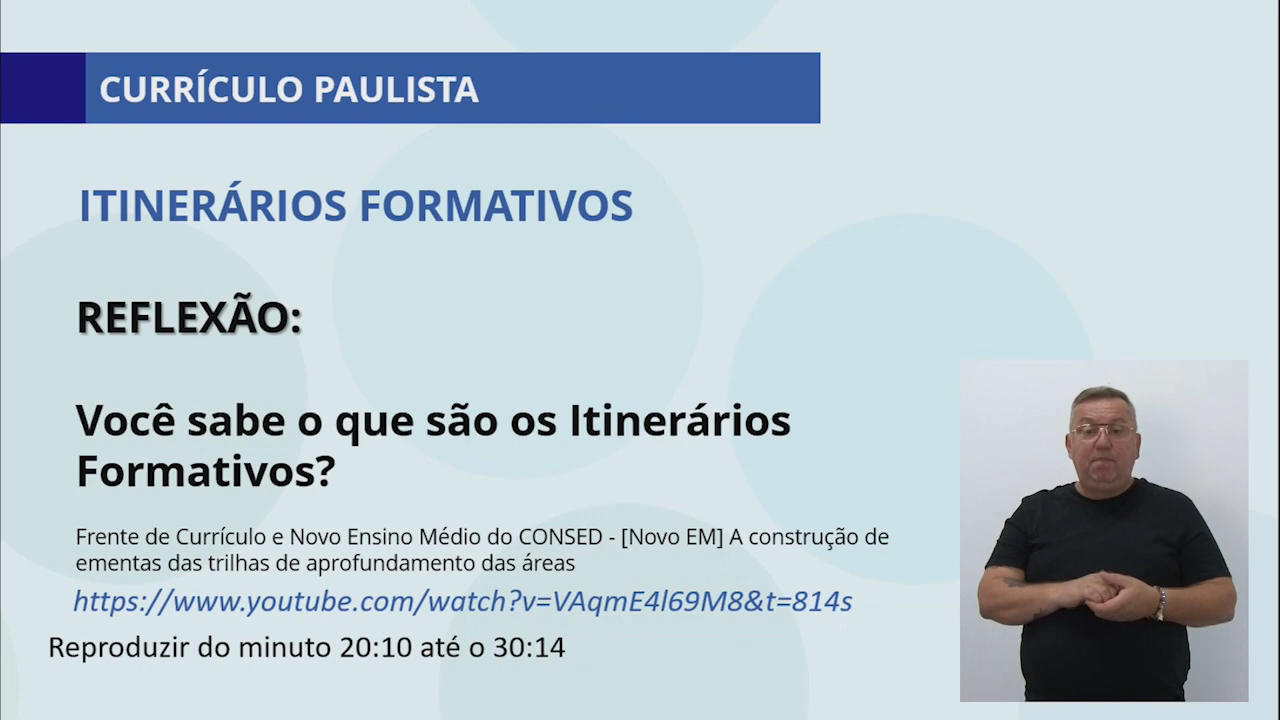 CURRÍCULO PAULISTA
ITINERÁRIOS FORMATIVOS
REFLEXÃO:
Você sabe o que são os Itinerários
Formativos?
Frente de Currículo e Novo Ensino Médio do CONSED - [Novo EM] A construção de
ementas das trilhas de aprofundamento das áreas
https://www.youtube.com/watch?v=VAqmE4l69M8&t=814s
Reproduzir do minuto 20:10 até o 30:14